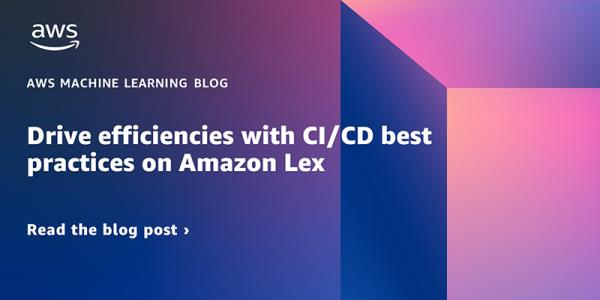 aws
AWS MACHINE LEARNING BLOG
Drive efficiencies with CI/CD best
practices on Amazon Lex
Read the blog post ›